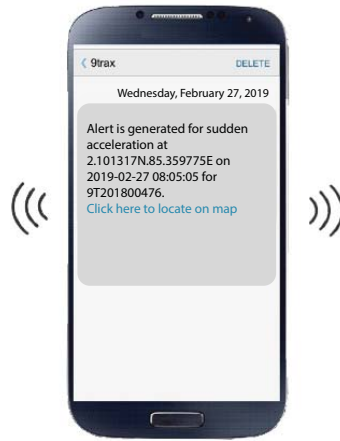 9trax
DELETE
Wednesday, February 27, 2019
Alert is generated for sudden
acceleration at
2.101317N.85.359775E on
2019-02-27 08:05:05 for
9T201800476.
Click here to locate on map